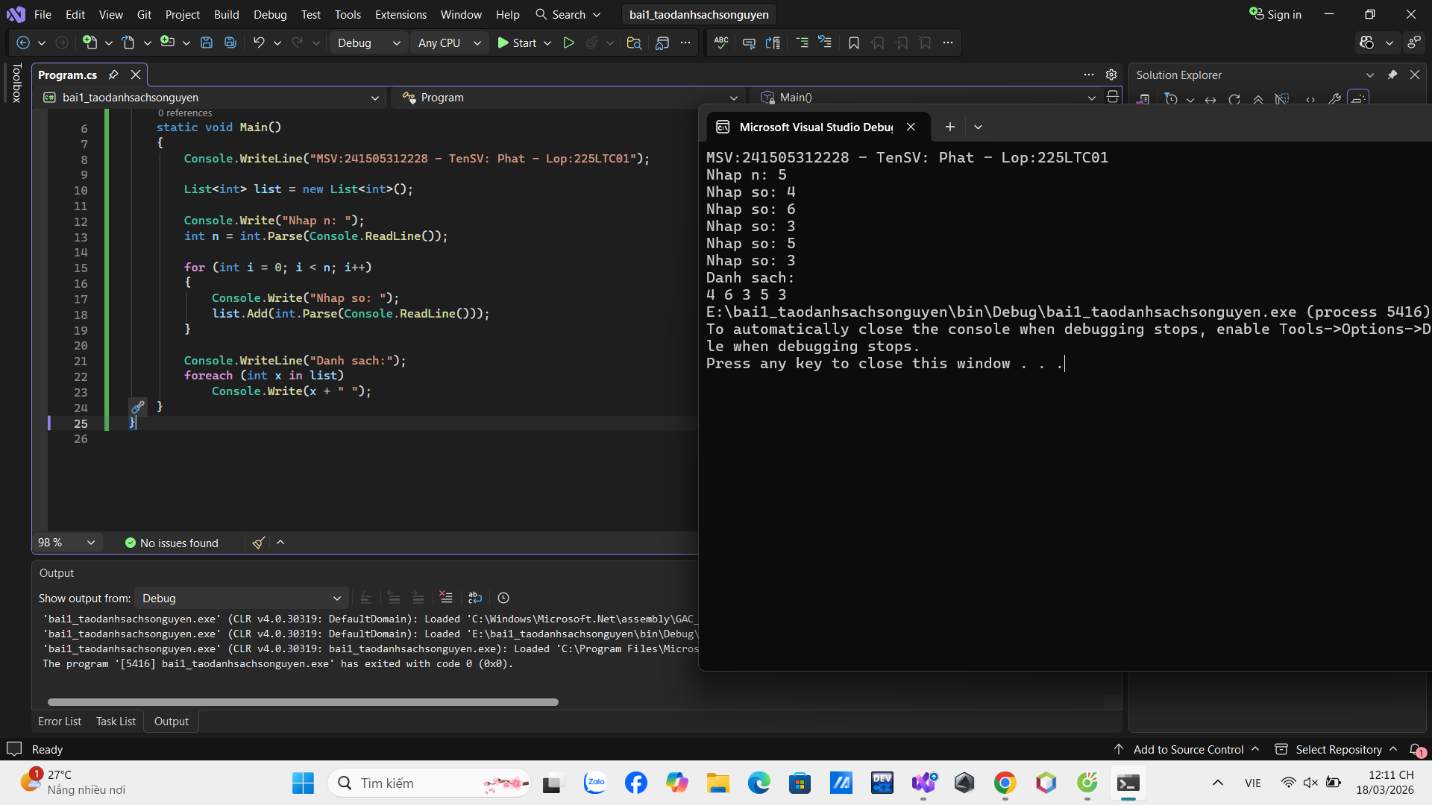 File Edit View Git Project Build Debug Test Tools Extensions Window Help Search bai1_taodanhsachsonguyen Sign in
Debug Any CPU Start
Toolbox
Program.cs
Solution Explorer
bai1_taodanhsachsonguyen Program Main()
0 references
6 static void Main()
7 {
8 Console.WriteLine("MSV:241505312228 - TenSV: Phat - Lop:225LTC01");
9
10 List<int> list = new List<int>();
11
12 Console.Write("Nhap n: ");
13 int n = int.Parse(Console.ReadLine());
14
15 for (int i = 0; i < n; i++)
16 {
17 Console.Write("Nhap so: ");
18 list.Add(int.Parse(Console.ReadLine()));
19 }
20
21 Console.WriteLine("Danh sach:");
22 foreach (int x in list)
23 Console.Write(x + " ");
24 }
25 }
26
98 % No issues found
Microsoft Visual Studio Debug
MSV:241505312228 - TenSV: Phat - Lop:225LTC01
Nhap n: 5
Nhap so: 4
Nhap so: 6
Nhap so: 3
Nhap so: 5
Nhap so: 3
Danh sach:
4 6 3 5 3
E:\bai1_taodanhsachsonguyen\bin\Debug\bai1_taodanhsachsonguyen.exe (process 5416)
To automatically close the console when debugging stops, enable Tools->Options->D
le when debugging stops.
Press any key to close this window . . .
Output
Show output from: Debug
'bai1_taodanhsachsonguyen.exe' (CLR v4.0.30319: DefaultDomain): Loaded 'C:\Windows\Microsoft.Net\assembly\GAC_
'bai1_taodanhsachsonguyen.exe' (CLR v4.0.30319: DefaultDomain): Loaded 'E:\bai1_taodanhsachsonguyen\bin\Debug\
'bai1_taodanhsachsonguyen.exe' (CLR v4.0.30319: bai1_taodanhsachsonguyen.exe): Loaded 'C:\Program Files\Micros
The program '[5416] bai1_taodanhsachsonguyen.exe' has exited with code 0 (0x0).
Error List Task List Output
Ready Add to Source Control Select Repository 1
1 27°C
Nắng nhiều nơi
Tìm kiếm
Zalo
DEV
VIE
12:11 CH
18/03/2026